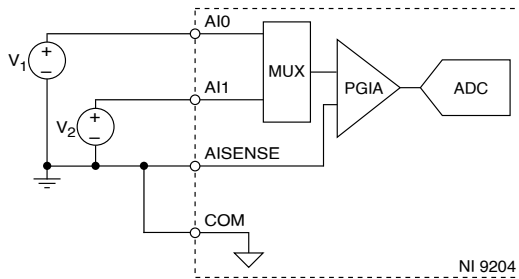 AI0
V1
+
−
MUX
PGIA
ADC
AI1
V2
+
−
AISENSE
COM
NI 9204